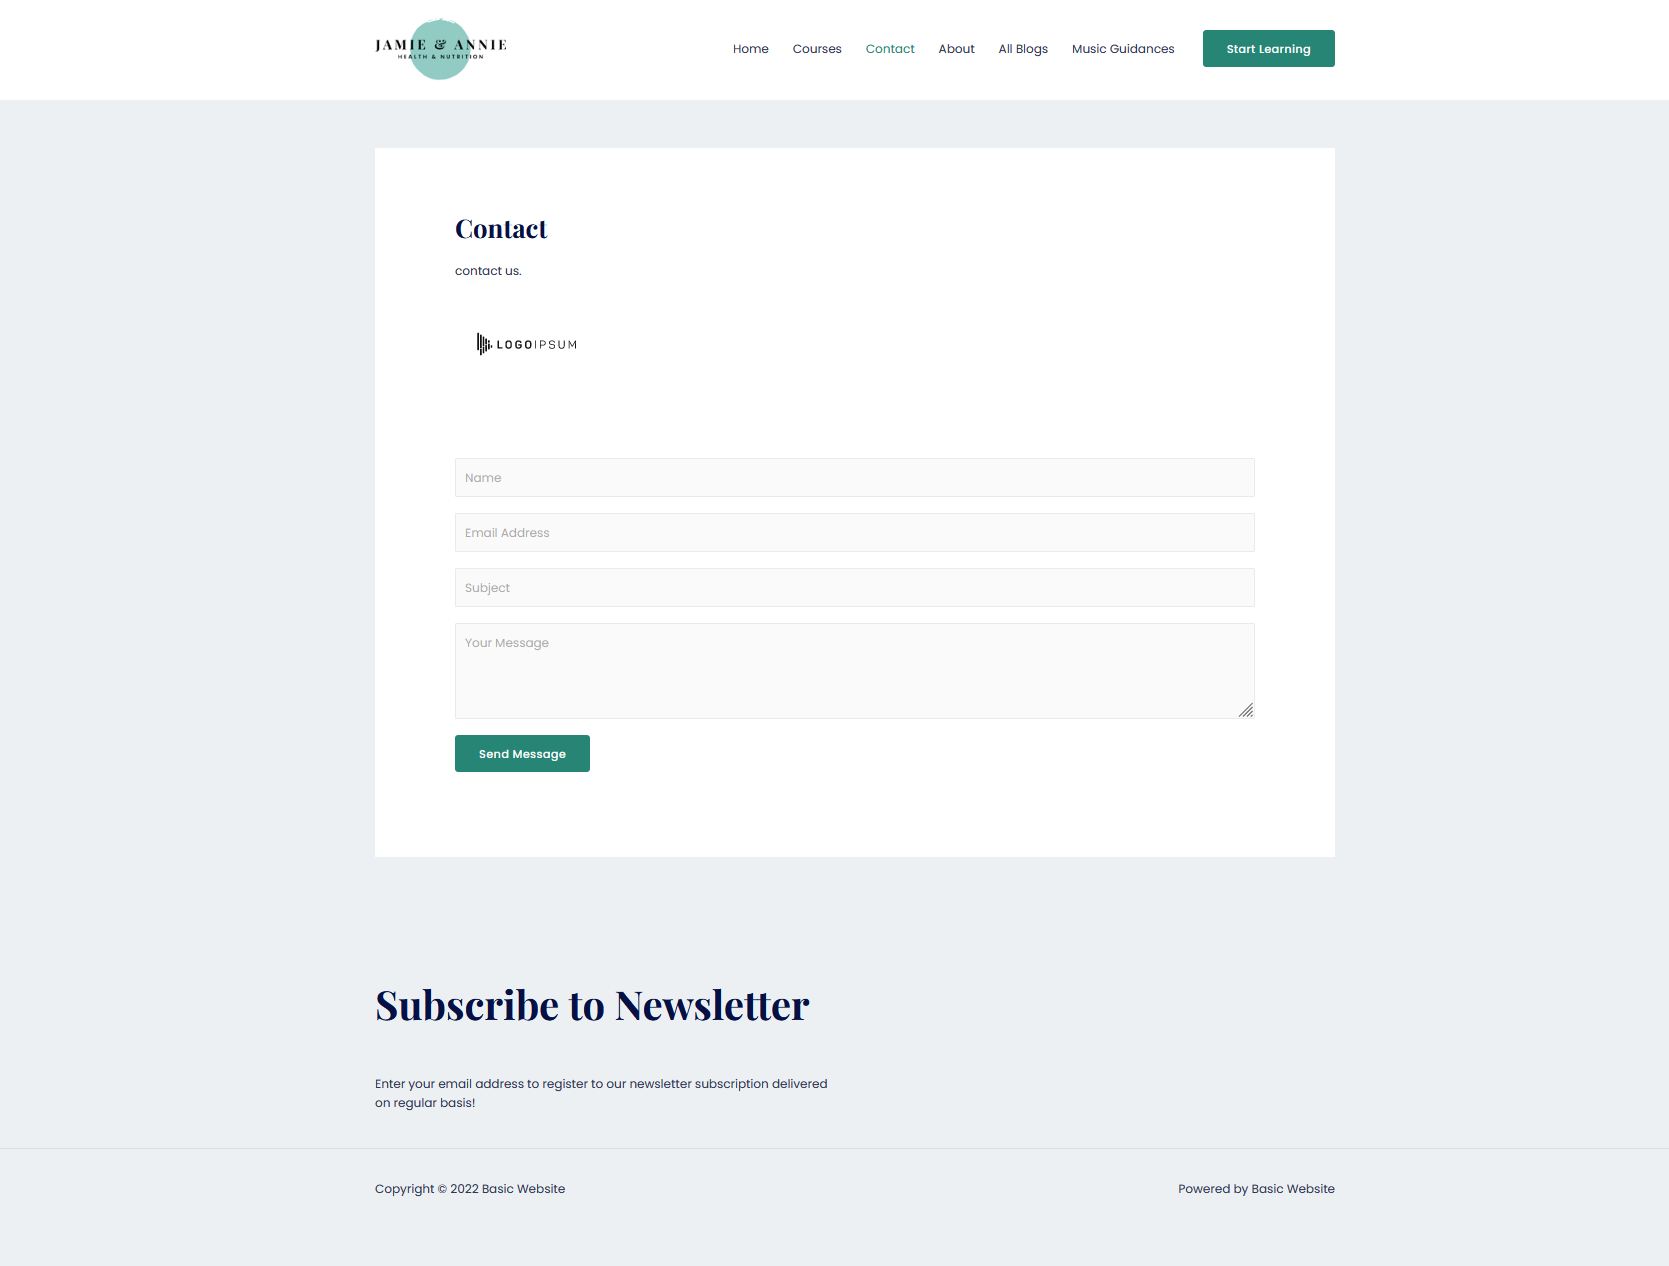 JAMIE & ANNIE
HEALTH & NUTRITION
Home
Courses
Contact
About
All Blogs
Music Guidances
Start Learning
Contact
contact us.
LOGOIPSUM
Name
Email Address
Subject
Your Message
Send Message
Subscribe to Newsletter
Enter your email address to register to our newsletter subscription delivered
on regular basis!
Copyright © 2022 Basic Website
Powered by Basic Website